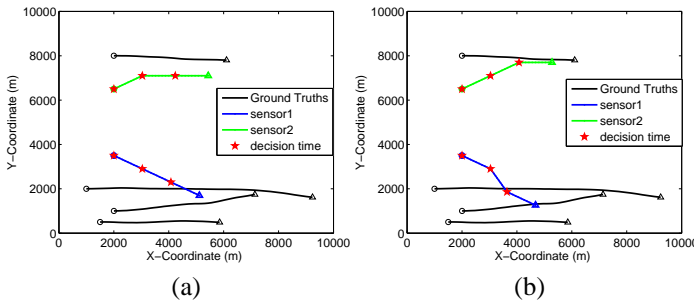 10000
8000
6000
4000
2000
0
0 2000 4000 6000 8000 10000
X−Coordinate (m)
Y−Coordinate (m)
Ground Truths
sensor1
sensor2
decision time
(a)
10000
8000
6000
4000
2000
0
0 2000 4000 6000 8000 10000
X−Coordinate (m)
Y−Coordinate (m)
Ground Truths
sensor1
sensor2
decision time
(b)